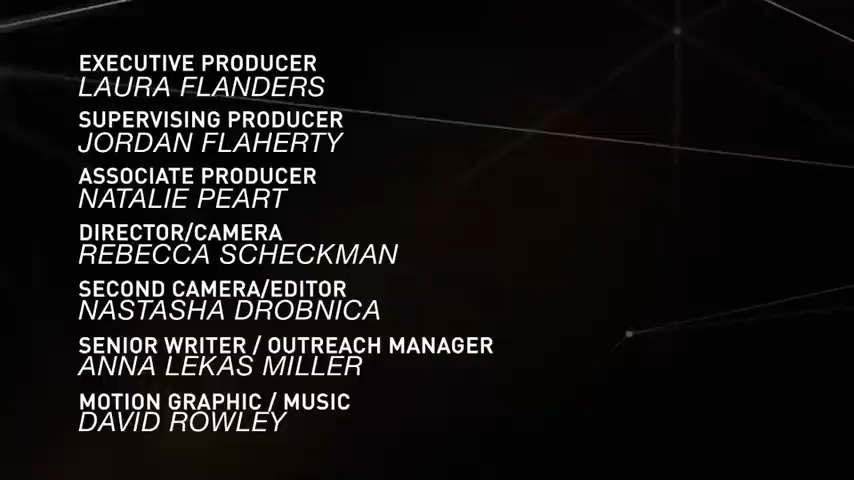 EXECUTIVE PRODUCER
LAURA FLANDERS
SUPERVISING PRODUCER
JORDAN FLAHERTY
ASSOCIATE PRODUCER
NATALIE PEART
DIRECTOR/CAMERA
REBECCA SCHECKMAN
SECOND CAMERA/EDITOR
NASTASHA DROBNICA
SENIOR WRITER / OUTREACH MANAGER
ANNA LEKAS MILLER
MOTION GRAPHIC / MUSIC
DAVID ROWLEY